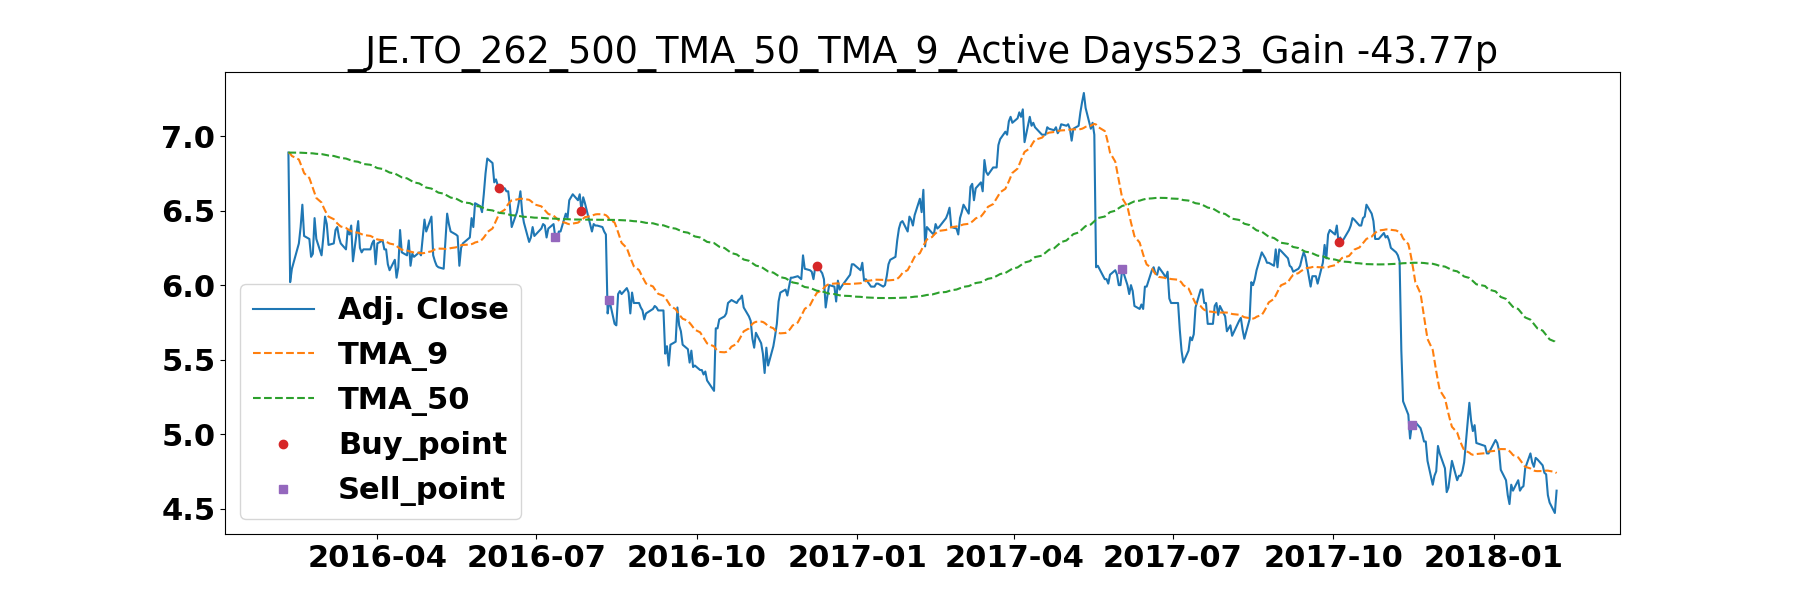 _JE.TO_262_500_TMA_50_TMA_9_Active Days523_Gain -43.77p
7.0
6.5
6.0
5.5
5.0
4.5
Adj. Close
TMA_9
TMA_50
Buy_point
Sell_point
2016-04 2016-07 2016-10 2017-01 2017-04 2017-07 2017-10 2018-01